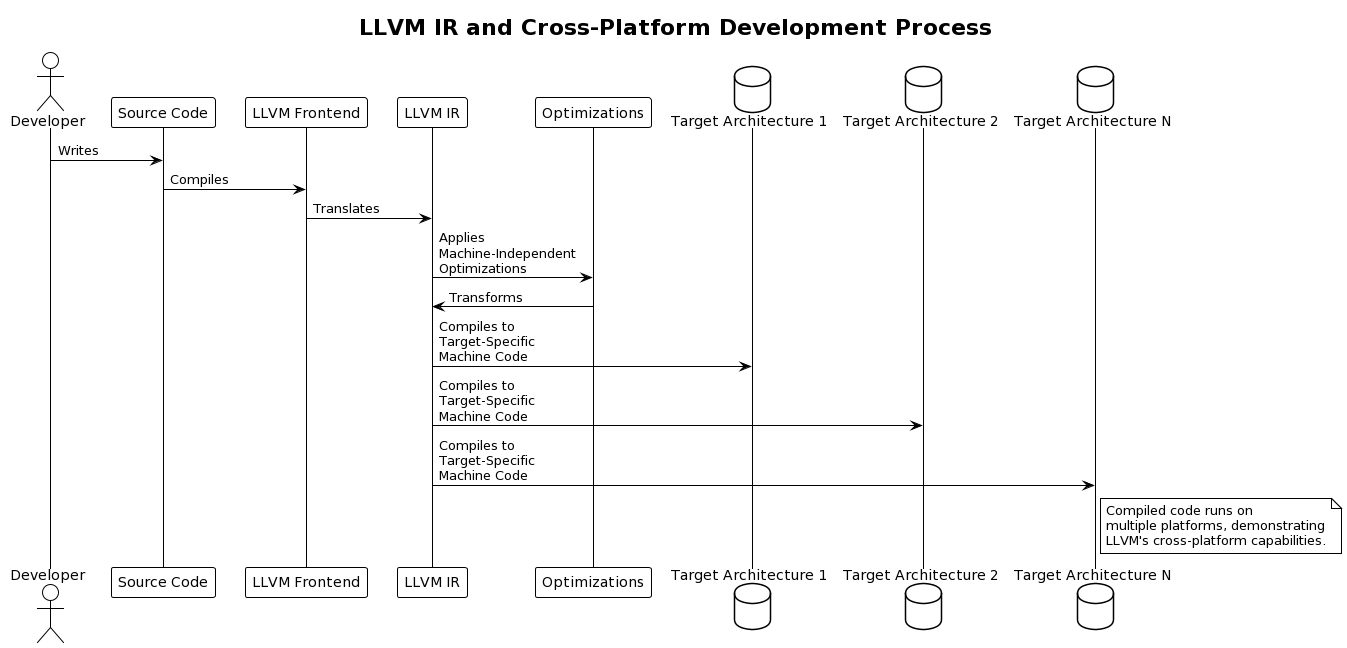 LLVM IR and Cross-Platform Development Process
Developer
Source Code
LLVM Frontend
LLVM IR
Optimizations
Target Architecture 1
Target Architecture 2
Target Architecture N
Writes
Compiles
Translates
Applies
Machine-Independent
Optimizations
Transforms
Compiles to
Target-Specific
Machine Code
Compiles to
Target-Specific
Machine Code
Compiles to
Target-Specific
Machine Code
Compiled code runs on
multiple platforms, demonstrating
LLVM's cross-platform capabilities.
Developer
Source Code
LLVM Frontend
LLVM IR
Optimizations
Target Architecture 1
Target Architecture 2
Target Architecture N